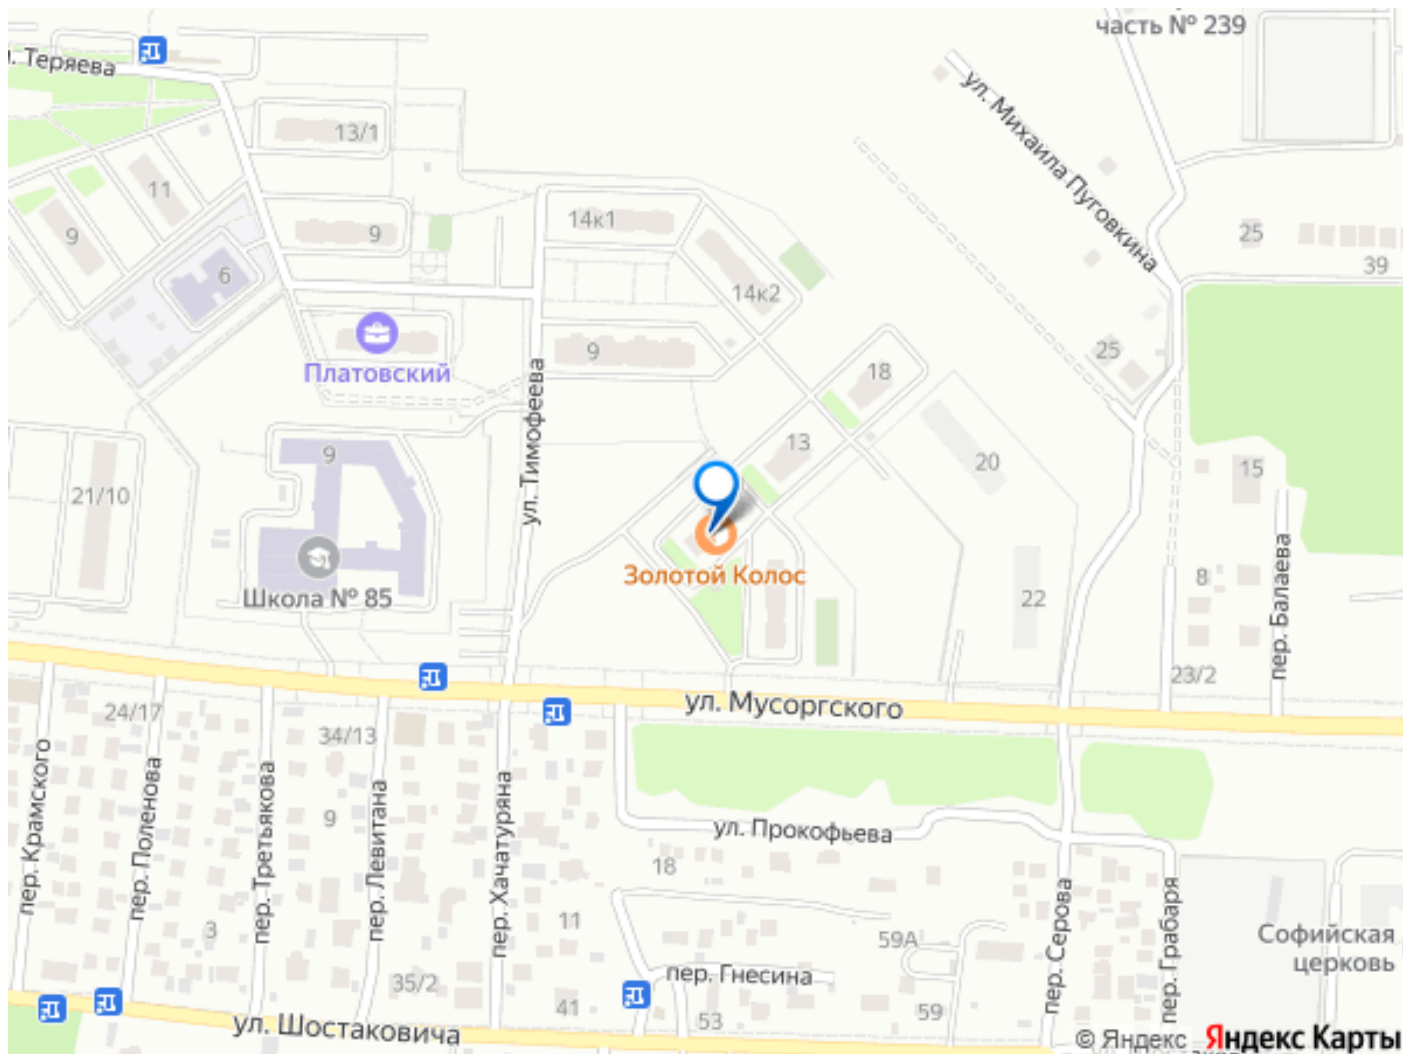 часть № 239
. Теряева
ул. Михаила Пуговкина
13/1
11
9
9
14к1
25
39
6
14к2
Платовский
9
25
18
ул. Тимофеева
13
9
20
15
21/10
Золотой Колос
Школа № 85
22
8
пер. Балаева
23/2
ул. Мусоргского
24/17
34/13
пер. Крамского
пер. Поленова
пер. Третьякова
9
пер. Левитана
пер. Хачатуряна
ул. Прокофьева
18
11
3
59А
пер. Серова
пер. Грабаря
Софийская
церковь
пер. Гнесина
35/2
41
53
59
ул. Шостаковича
© Яндекс Яндекс Карты